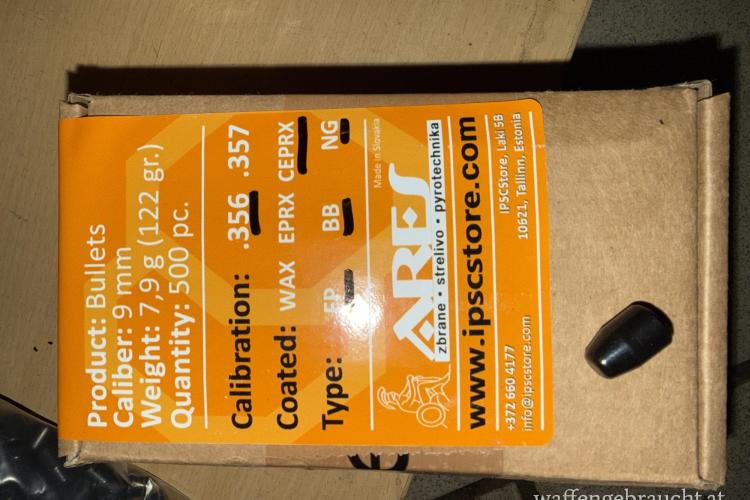 Product: Bullets
Caliber: 9 mm
Weight: 7,9 g (122 gr.)
Quantity: 500 pc.
Calibration: .356 .357
Coated: WAX EPRX CEPRX
Type: FP BB NG
Made in Slovakia
ARES
zbrane • strelivo • pyrotechnika
www.ipscstore.com
+372 660 4177 IPSCStore, Laki 5B
info@ipscstore.com 10621, Tallinn, Estonia
waffengebraucht.at